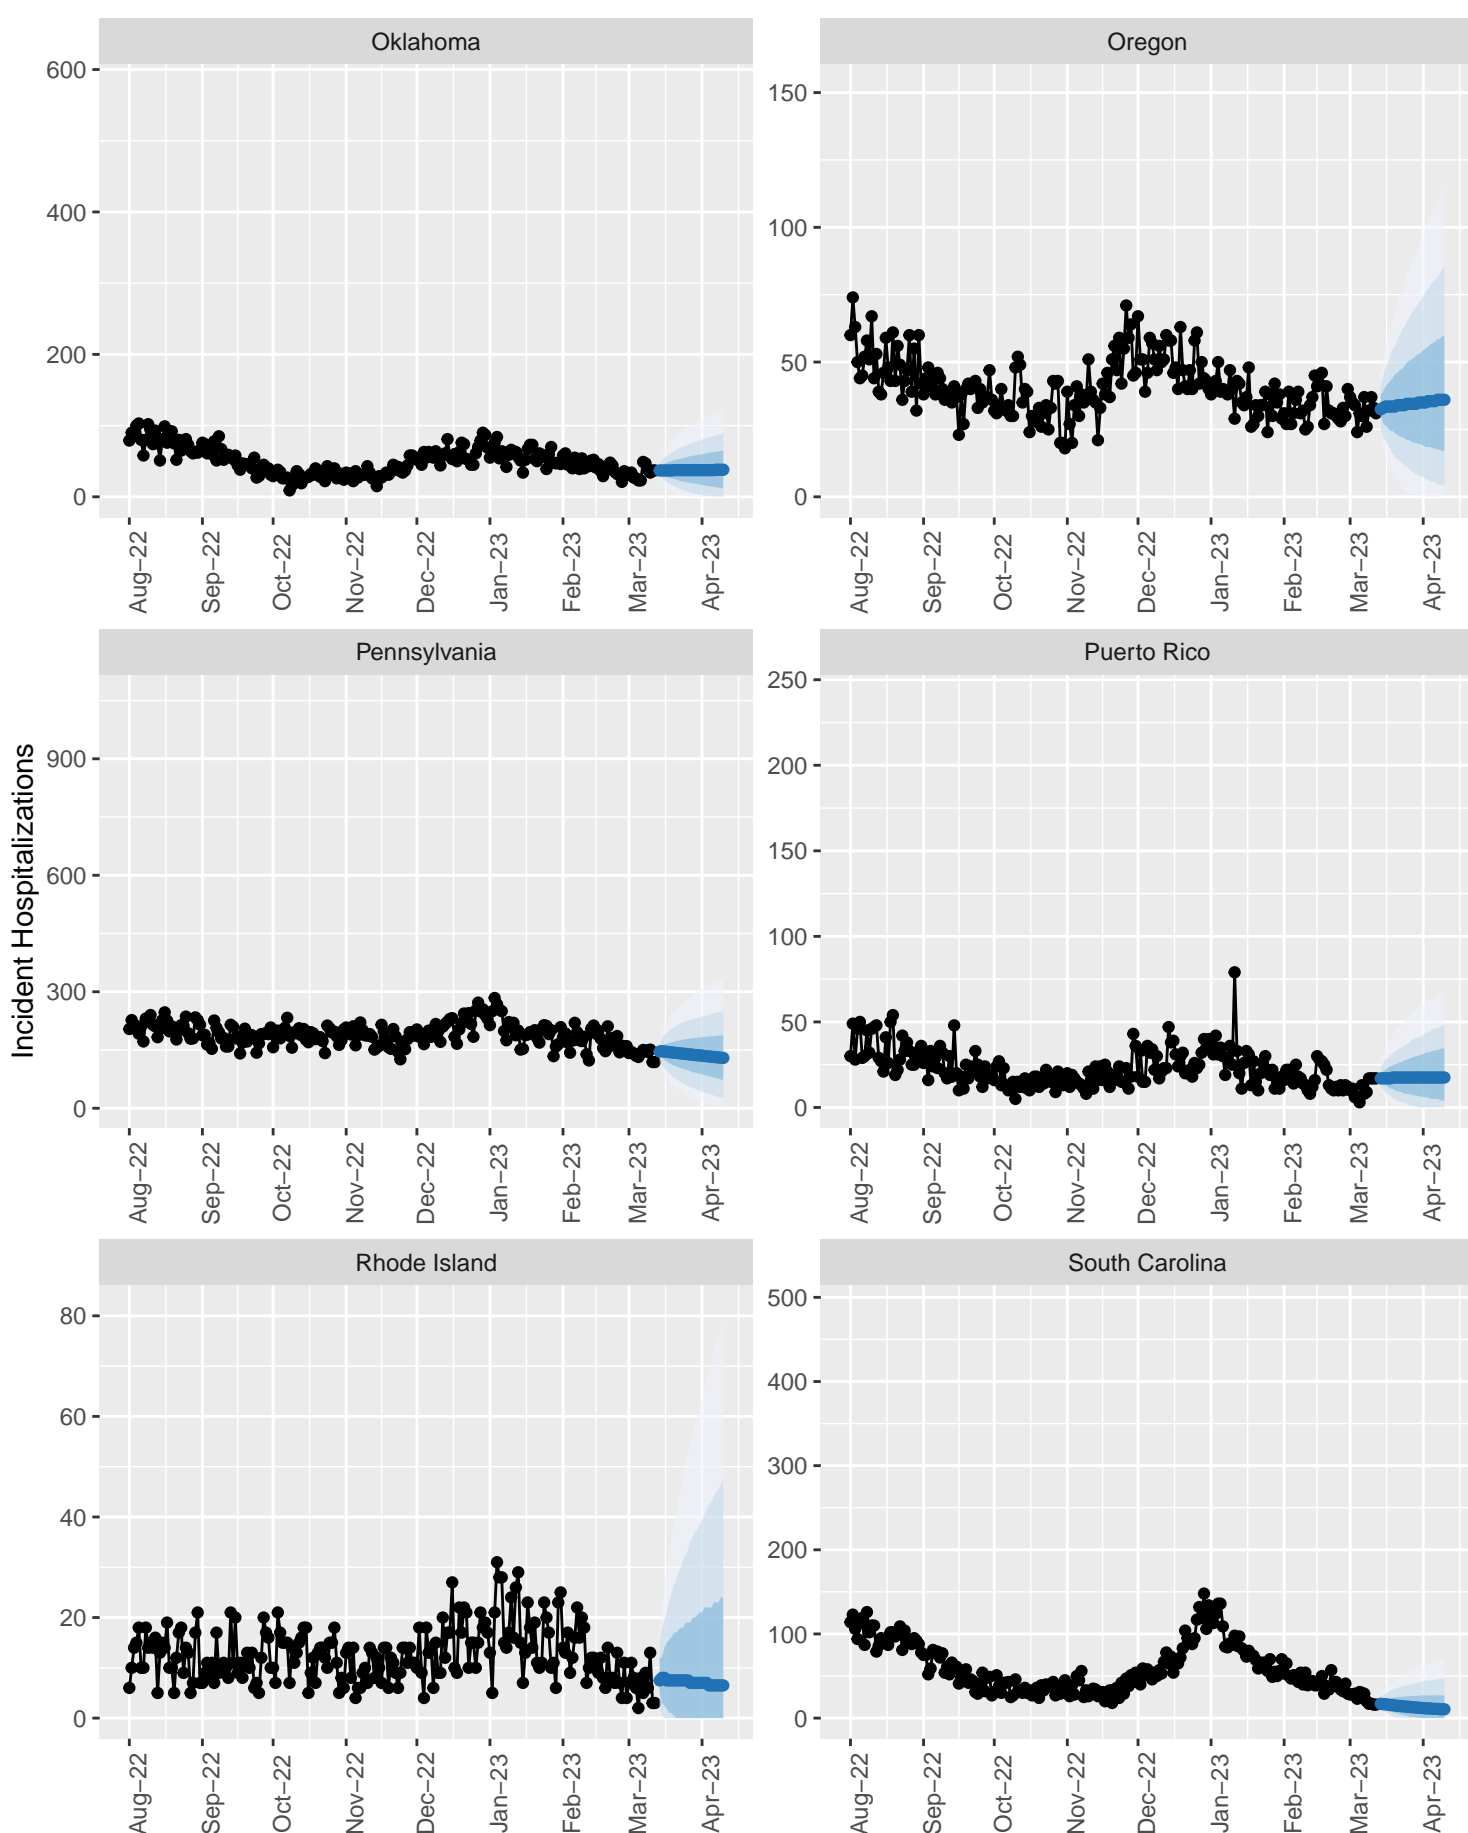 Oklahoma
Oregon
600
400
200
0
150
100
50
0
Aug−22
Sep−22
Oct−22
Nov−22
Dec−22
Jan−23
Feb−23
Mar−23
Apr−23
Aug−22
Sep−22
Oct−22
Nov−22
Dec−22
Jan−23
Feb−23
Mar−23
Apr−23
Incident Hospitalizations
Pennsylvania
Puerto Rico
900
600
300
0
250
200
150
100
50
0
Aug−22
Sep−22
Oct−22
Nov−22
Dec−22
Jan−23
Feb−23
Mar−23
Apr−23
Aug−22
Sep−22
Oct−22
Nov−22
Dec−22
Jan−23
Feb−23
Mar−23
Apr−23
Rhode Island
South Carolina
80
60
40
20
0
500
400
300
200
100
0
Aug−22
Sep−22
Oct−22
Nov−22
Dec−22
Jan−23
Feb−23
Mar−23
Apr−23
Aug−22
Sep−22
Oct−22
Nov−22
Dec−22
Jan−23
Feb−23
Mar−23
Apr−23